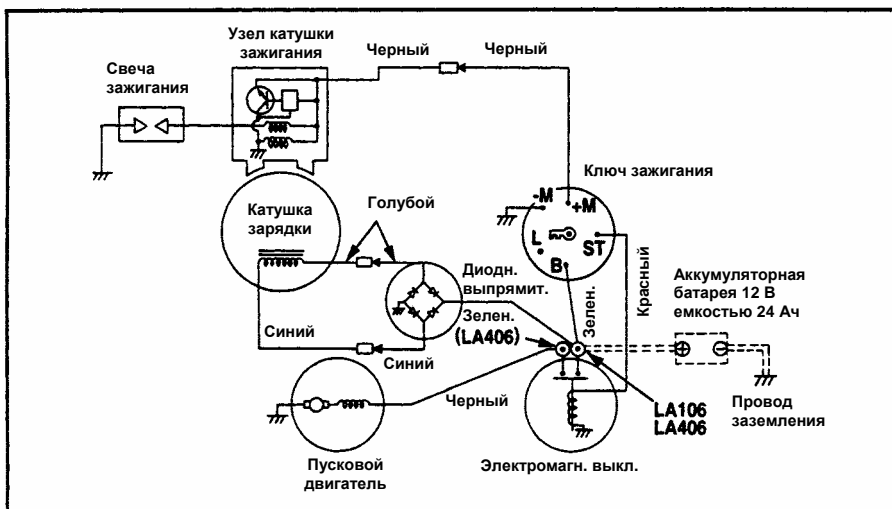 Узел катушки
зажигания
Черный
Черный
Свеча
зажигания
Ключ зажигания
-M
+M
L
ST
B
Катушка
зарядки
Голубой
Диодн.
выпрямит.
Зелен.
(LA406)
Зелен.
Красный
Аккумуляторная
батарея 12 В
емкостью 24 Ач
Синий
Синий
Черный
LA106
LA406
Провод
заземления
Пусковой
двигатель
Электромагн. выкл.